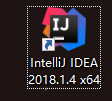 IJ
IntelliJ IDEA
2018.1.4 x64